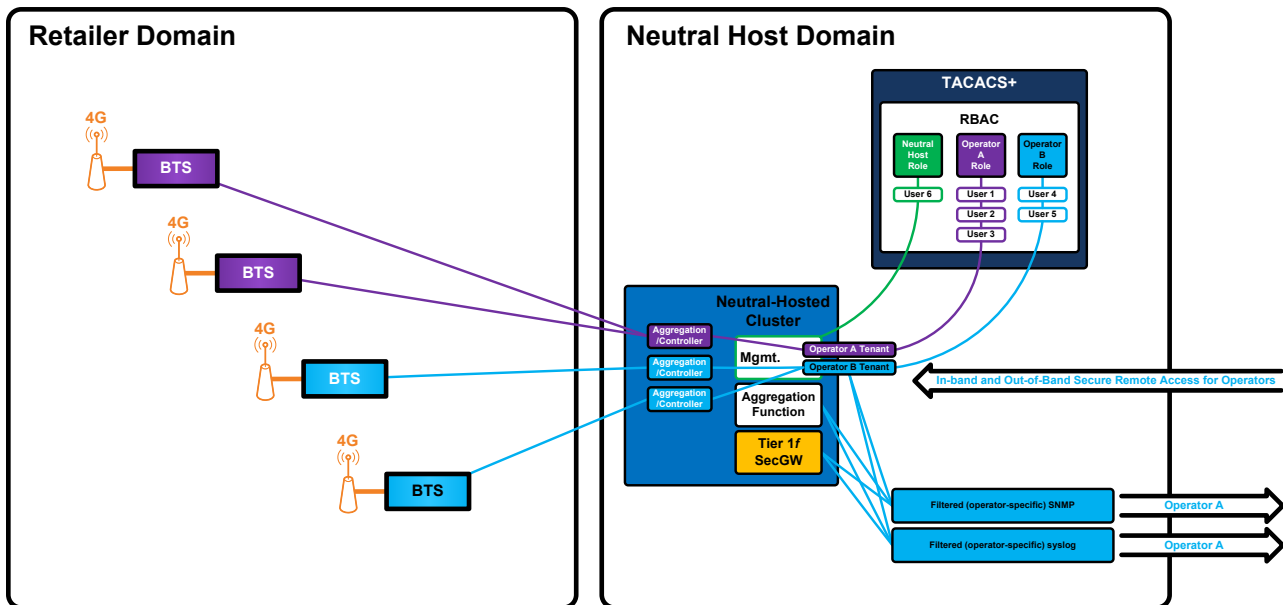 Retailer Domain
Neutral Host Domain
TACACS+
RBAC
Neutral
Host
Role
Operator
A
Role
Operator
B
Role
User 6
User 1
User 4
User 2
User 5
User 3
4G
BTS
4G
BTS
4G
BTS
4G
BTS
Neutral-Hosted
Cluster
Aggregation
/Controller
Aggregation
/Controller
Aggregation
/Controller
Mgmt.
Operator A Tenant
Operator B Tenant
Aggregation
Function
Tier 1f
SecGW
In-band and Out-of-Band Secure Remote Access for Operators
Filtered (operator-specific) SNMP
Operator A
Filtered (operator-specific) syslog
Operator A